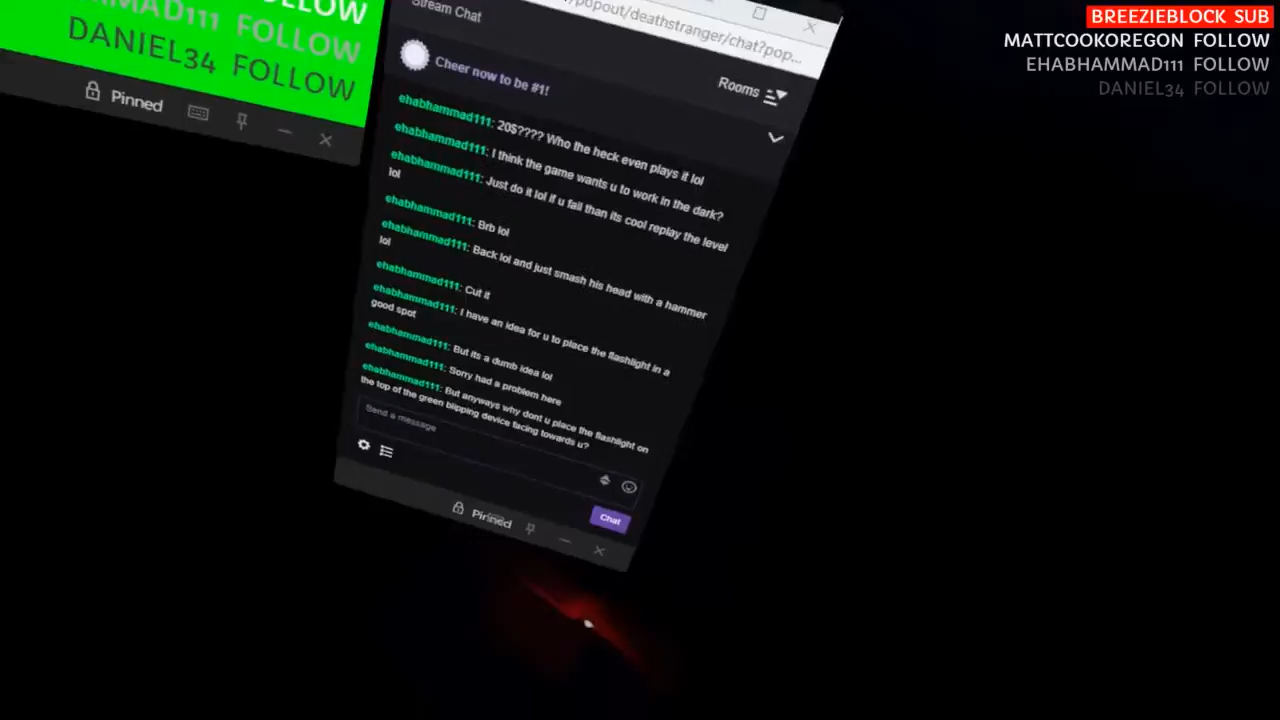 OLLOW
MMAD111 FOLLOW
DANIEL34 FOLLOW
Pinned
Stream Chat
/popout/deathstranger/chat?pop...
Cheer now to be #1!
Rooms
ehabhammad111: 20$???? Who the heck even plays it lol
ehabhammad111: I think the game wants u to work in the dark?
ehabhammad111: Just do it lol if u fail than its cool replay the level
lol
ehabhammad111: Brb lol
ehabhammad111: Back lol and just smash his head with a hammer
lol
ehabhammad111: Cut it
ehabhammad111: I have an idea for u to place the flashlight in a
good spot
ehabhammad111: But its a dumb idea lol
ehabhammad111: Sorry had a problem here
ehabhammad111: But anyways why dont u place the flashlight on
the top of the green blipping device facing towards u?
Send a message
Chat
Pinned
BREEZIEBLOCK SUB
MATTCOOKOREGON FOLLOW
EHABHAMMAD111 FOLLOW
DANIEL34 FOLLOW